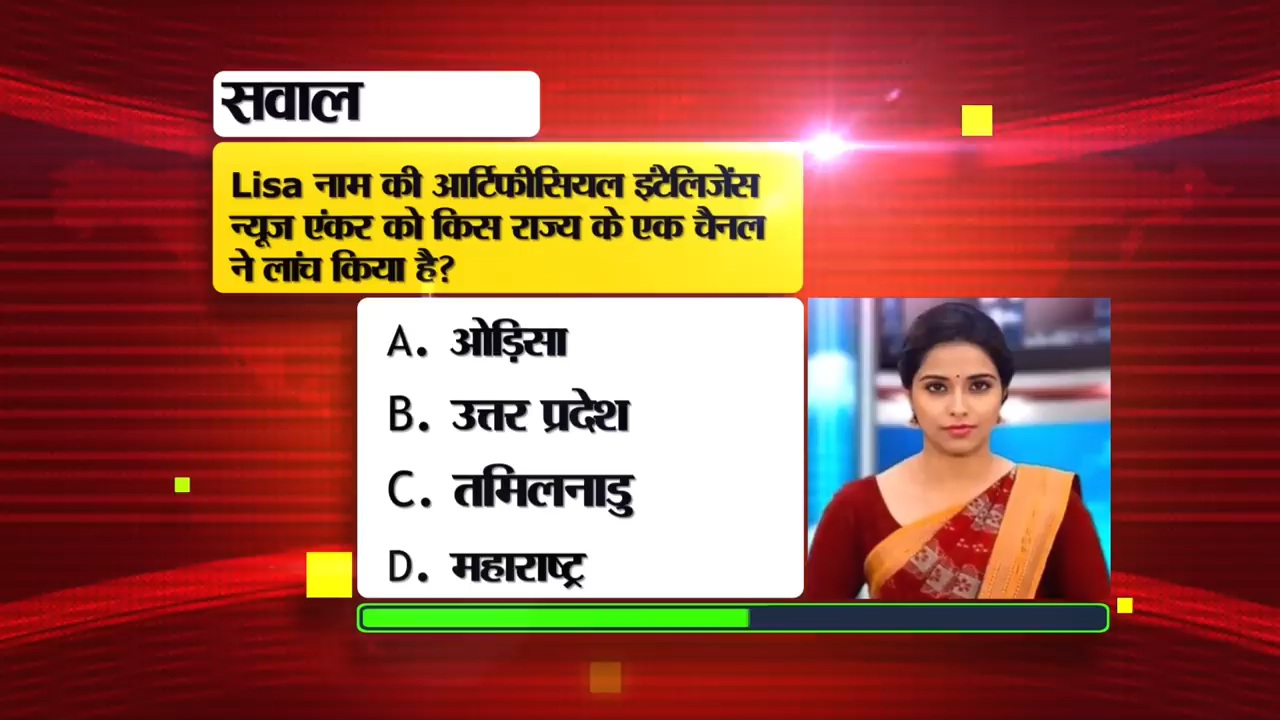 सवाल
Lisa नाम की आर्टिफीसियल इंटैलिजेंस
न्यूज एंकर को किस राज्य के एक चैनल
ने लांच किया है?
A. ओड़िसा
B. उत्तर प्रदेश
C. तमिलनाडु
D. महाराष्ट्र